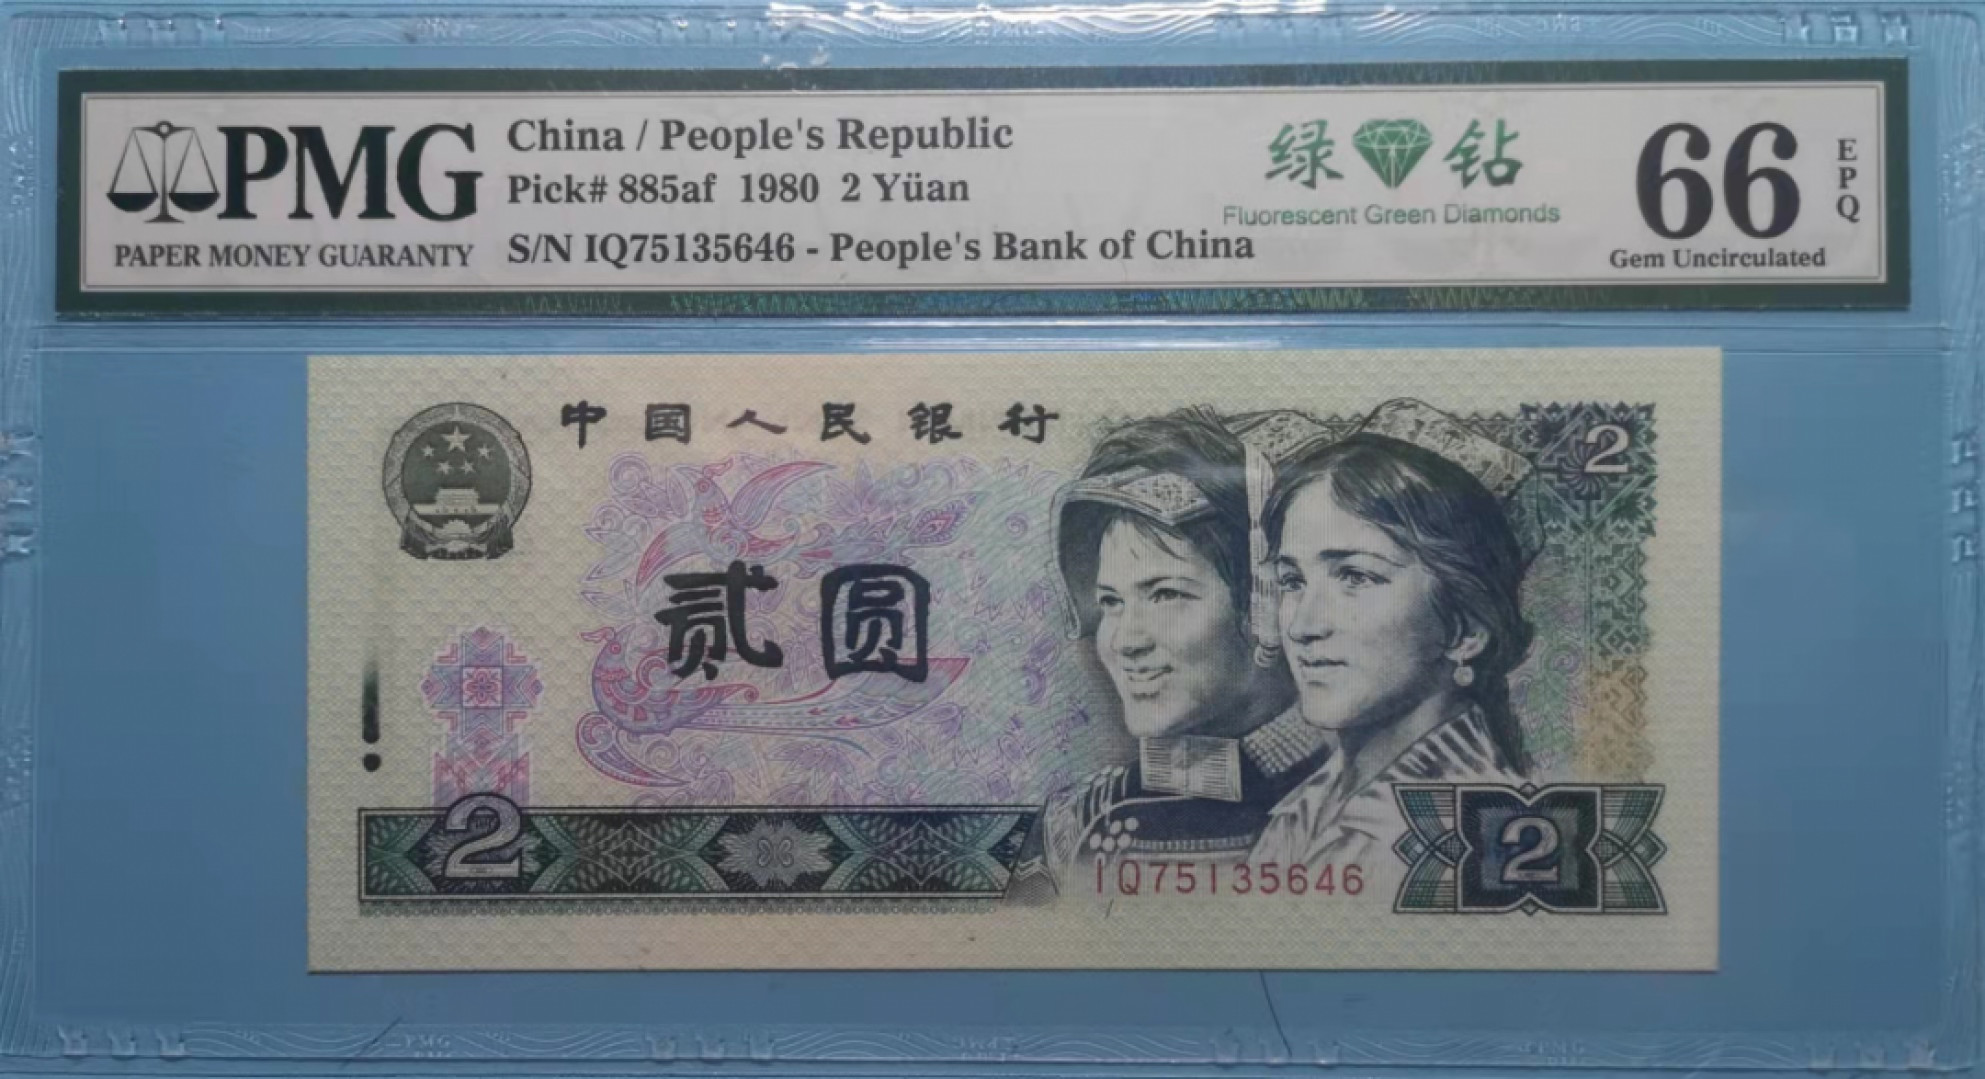 PMG
PAPER MONEY GUARANTY
China / People's Republic
Pick# 885af 1980 2 Yüan
S/N IQ75135646 - People's Bank of China
绿 钻
Fluorescent Green Diamonds
66
EPQ
Gem Uncirculated
中国人民银行
2
贰圆
2
IQ75135646
2